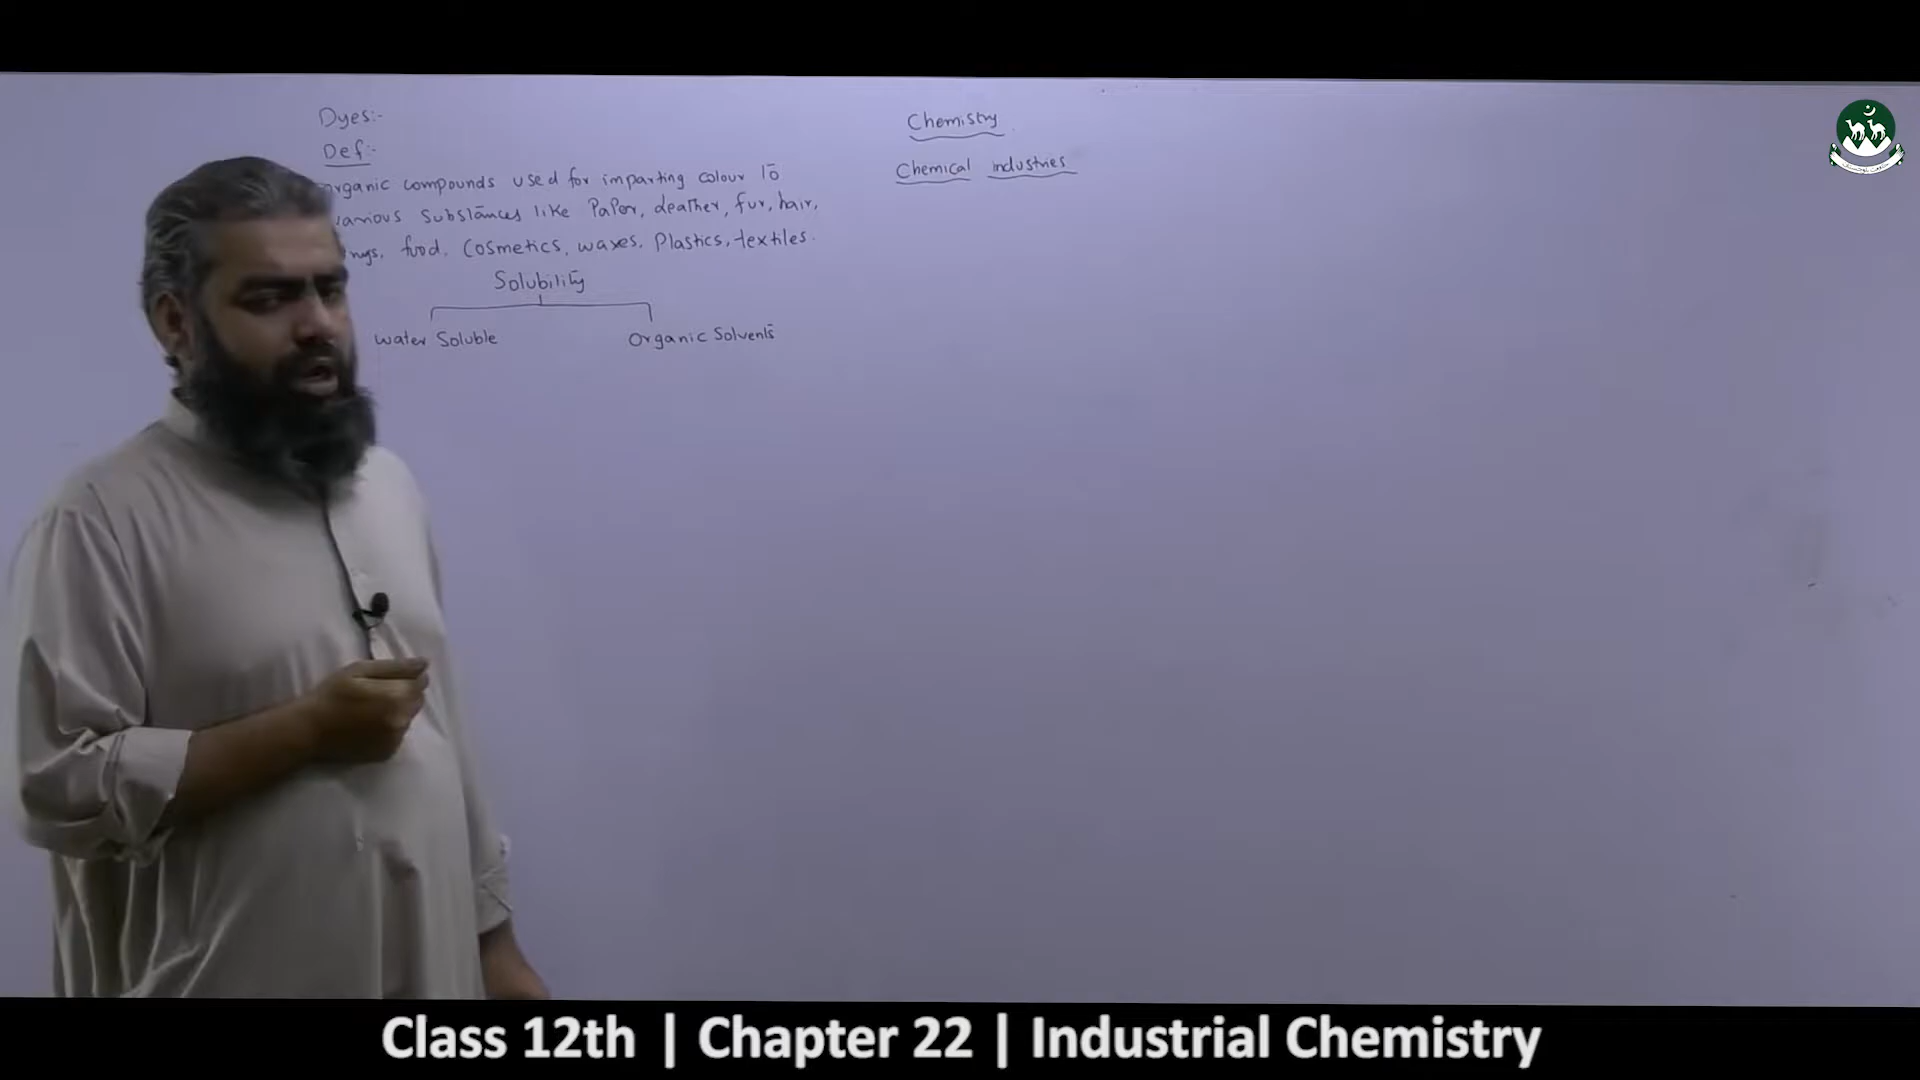 Dyes:-
Def:-
organic compounds used for imparting colour to
various substances like Paper, leather, fur, hair,
food, Cosmetics, waxes, Plastics, textiles.
Solubility
water Soluble
Organic Solvents
Chemistry
Chemical industries
Class 12th | Chapter 22 | Industrial Chemistry